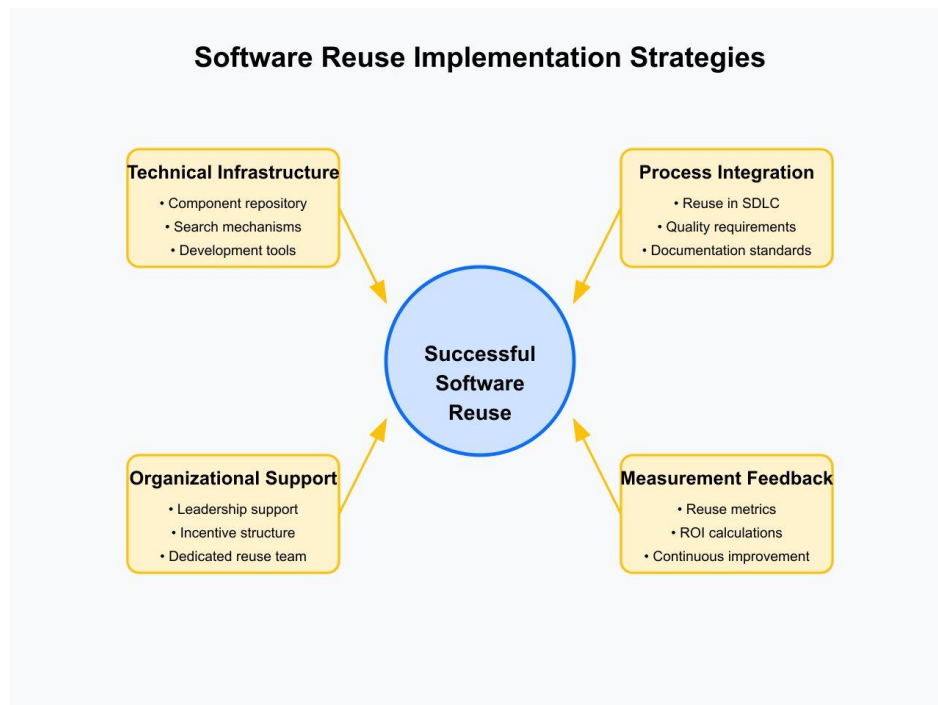 Software Reuse Implementation Strategies
Technical Infrastructure
• Component repository
• Search mechanisms
• Development tools
Process Integration
• Reuse in SDLC
• Quality requirements
• Documentation standards
Successful
Software
Reuse
Organizational Support
• Leadership support
• Incentive structure
• Dedicated reuse team
Measurement Feedback
• Reuse metrics
• ROI calculations
• Continuous improvement